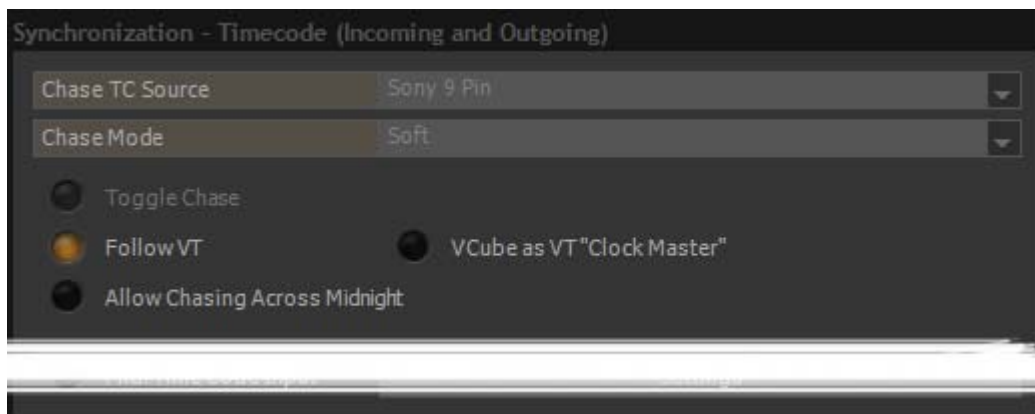 Synchronization - Timecode (Incoming and Outgoing)
Chase TC Source Sony 9 Pin
Chase Mode Soft
Toggle Chase
Follow VT VCube as VT "Clock Master"
Allow Chasing Across Midnight